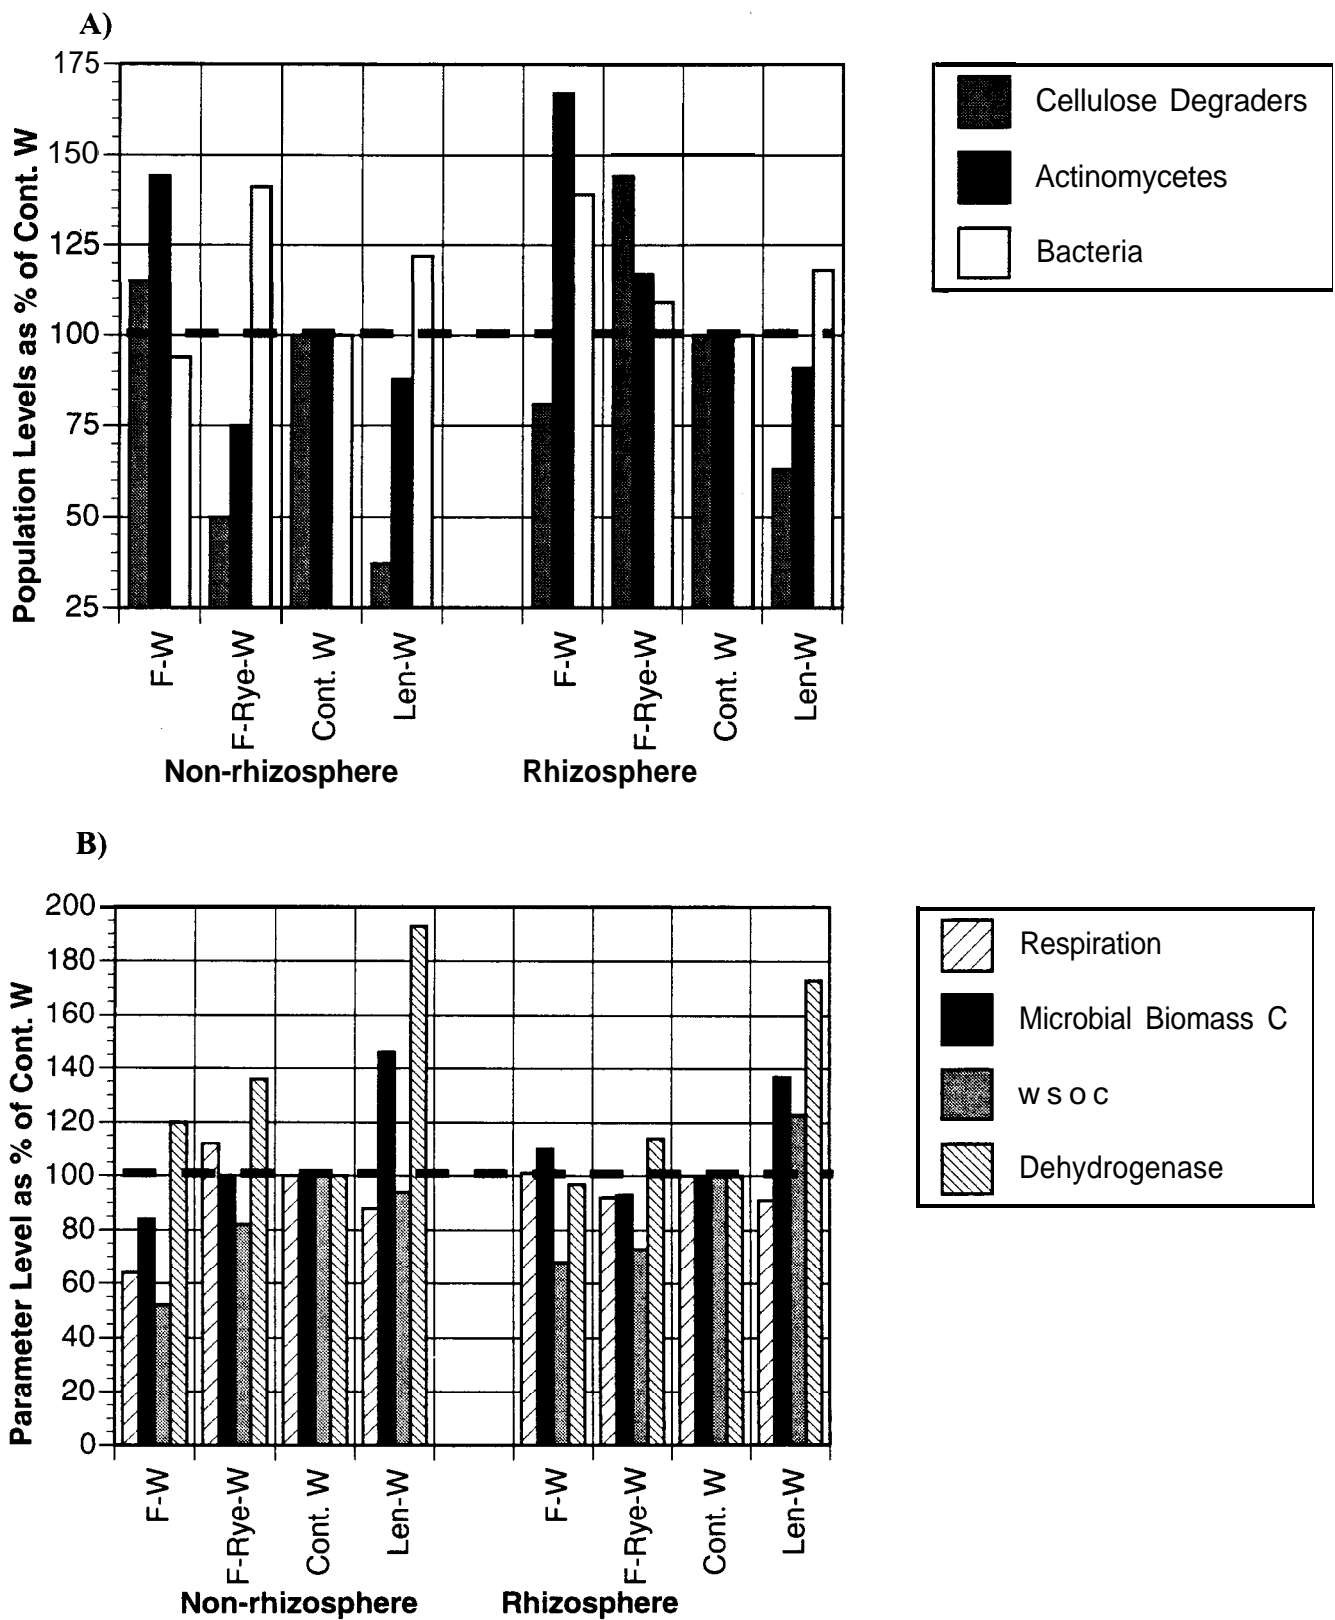 A)
Population Levels as % of Cont. W
175
150
125
100
75
50
25
F-W
F-Rye-W
Cont. W
Len-W
F-W
F-Rye-W
Cont. W
Len-W
Non-rhizosphere
Rhizosphere
Cellulose Degraders
Actinomycetes
Bacteria
B)
Parameter Level as % of Cont. W
200
180
160
140
120
100
80
60
40
20
0
F-W
F-Rye-W
Cont. W
Len-W
F-W
F-Rye-W
Cont. W
Len-W
Non-rhizosphere
Rhizosphere
Respiration
Microbial Biomass C
wsoc
Dehydrogenase